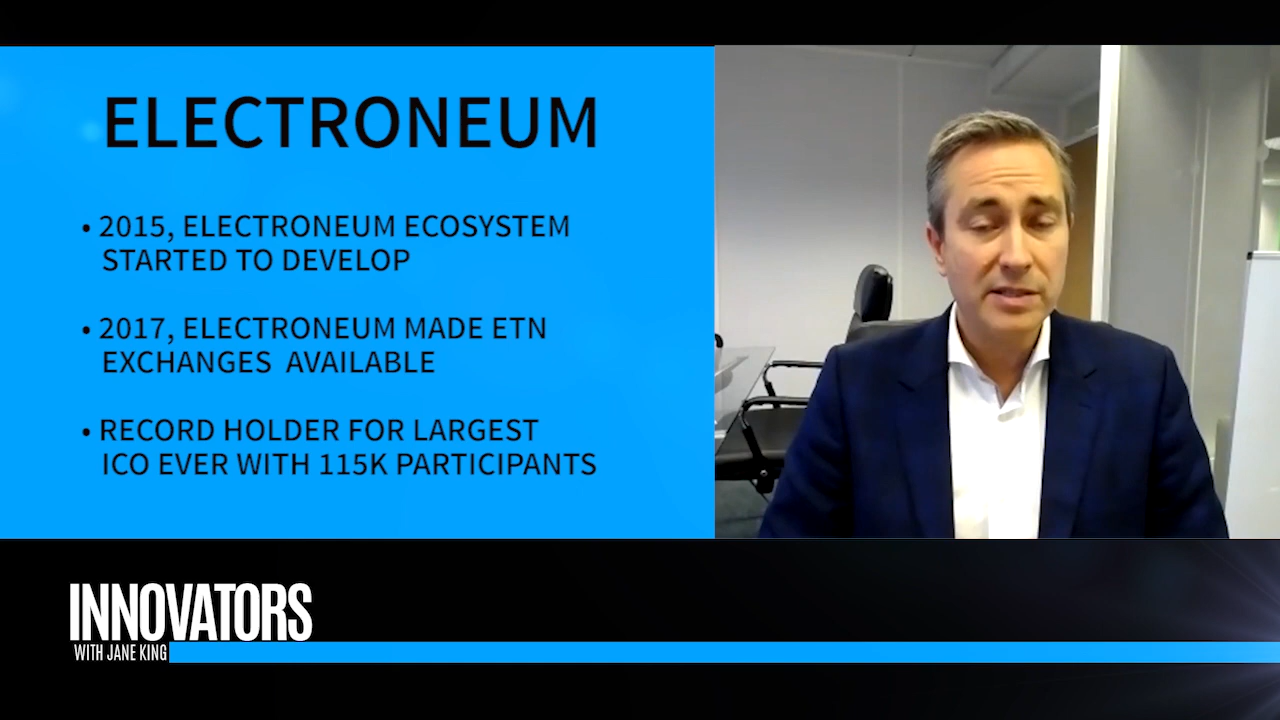 ELECTRONEUM
• 2015, ELECTRONEUM ECOSYSTEM
STARTED TO DEVELOP
• 2017, ELECTRONEUM MADE ETN
EXCHANGES AVAILABLE
• RECORD HOLDER FOR LARGEST
ICO EVER WITH 115K PARTICIPANTS
INNOVATORS
WITH JANE KING